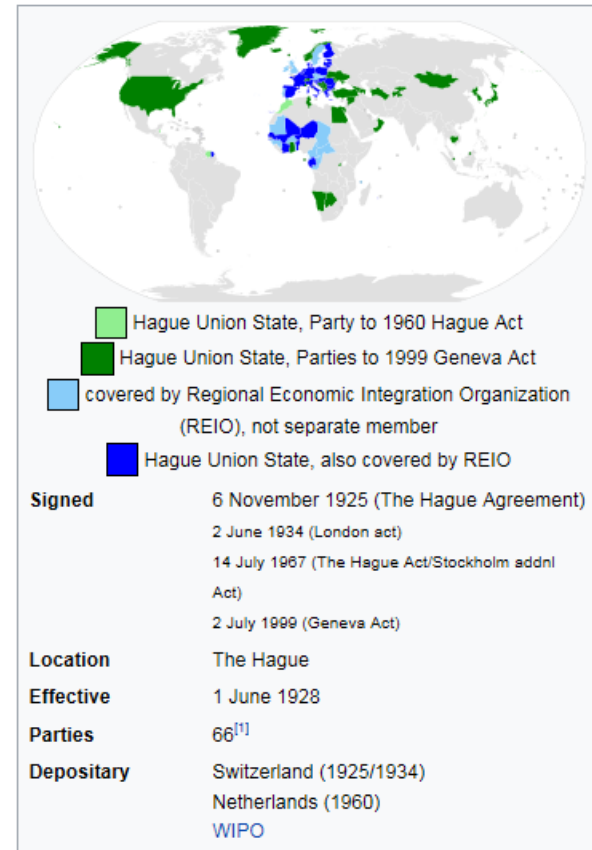 Hague Union State, Party to 1960 Hague Act
Hague Union State, Parties to 1999 Geneva Act
covered by Regional Economic Integration Organization
(REIO), not separate member
Hague Union State, also covered by REIO
Signed 6 November 1925 (The Hague Agreement)
2 June 1934 (London act)
14 July 1967 (The Hague Act/Stockholm addnl
Act)
2 July 1999 (Geneva Act)
Location The Hague
Effective 1 June 1928
Parties 66[1]
Depositary Switzerland (1925/1934)
Netherlands (1960)
WIPO